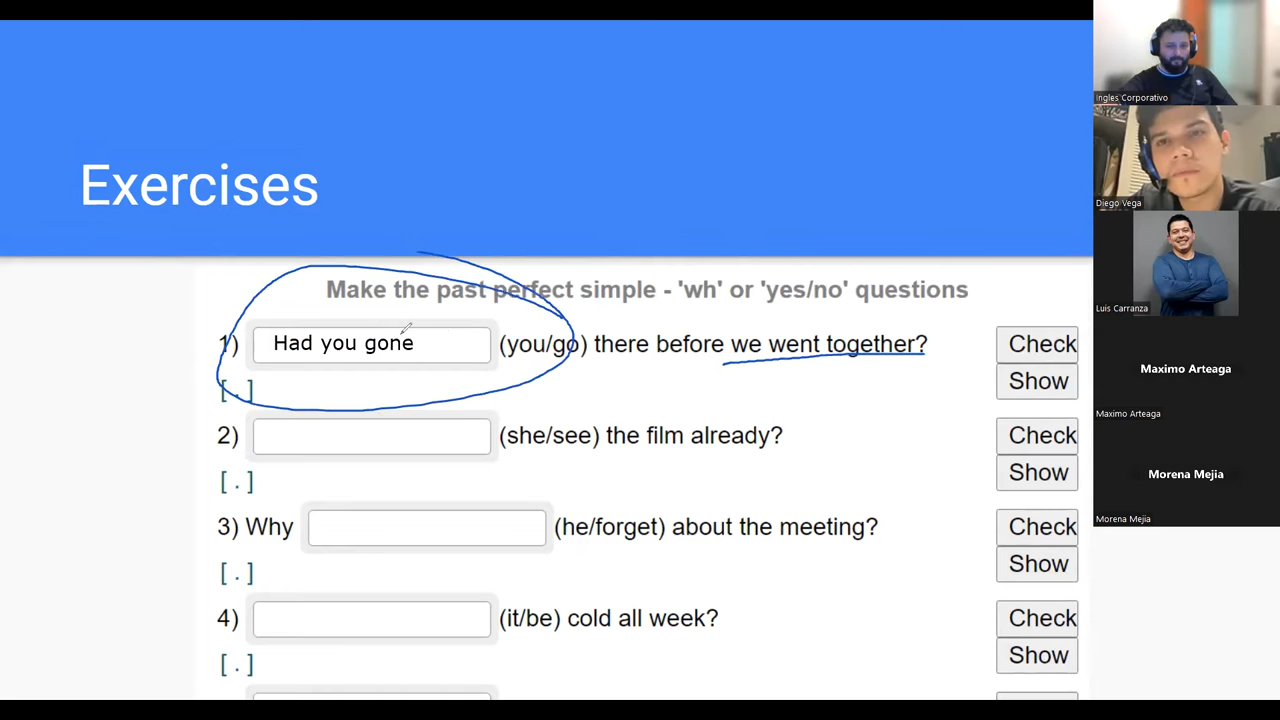 Exercises
Make the past perfect simple - 'wh' or 'yes/no' questions
1) Had you gone (you/go) there before we went together? Check
[ . ] Show
2) (she/see) the film already? Check
[ . ] Show
3) Why (he/forget) about the meeting? Check
[ . ] Show
4) (it/be) cold all week? Check
[ . ] Show
Ingles Corporativo
Diego Vega
Luis Carranza
Maximo Arteaga
Maximo Arteaga
Morena Mejia
Morena Mejia